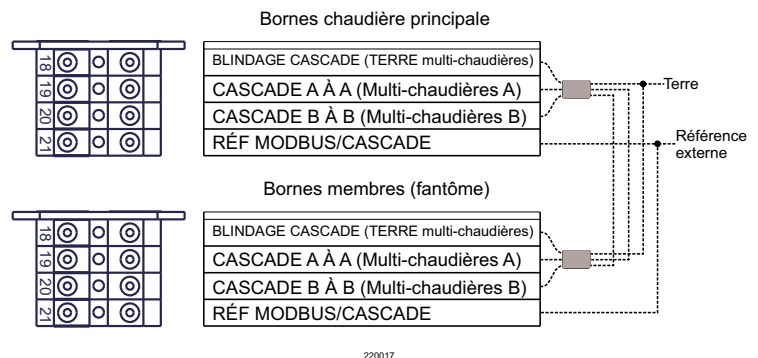 Bornes chaudière principale
18
19
20
21
BLINDAGE CASCADE (TERRE multi-chaudières)
CASCADE A À A (Multi-chaudières A)
CASCADE B À B (Multi-chaudières B)
RÉF MODBUS/CASCADE
Terre
Référence
externe
Bornes membres (fantôme)
18
19
20
21
BLINDAGE CASCADE (TERRE multi-chaudières)
CASCADE A À A (Multi-chaudières A)
CASCADE B À B (Multi-chaudières B)
RÉF MODBUS/CASCADE
220017